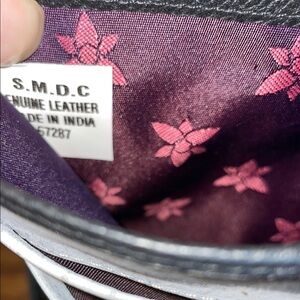 S.M.D.C
ENUINE LEATHER
ADE IN INDIA
57287